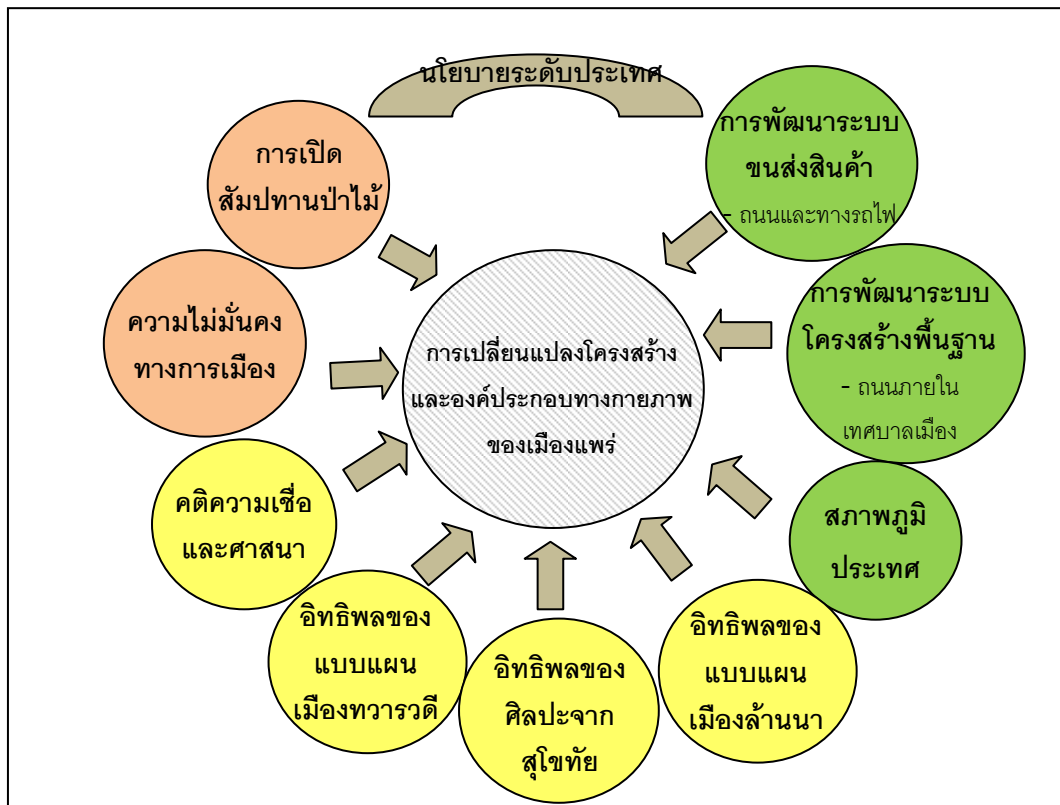 นโยบายระดับประเทศ
การเปิด
สัมปทานป่าไม้
ความไม่มั่นคง
ทางการเมือง
คติความเชื่อ
และศาสนา
อิทธิพลของ
แบบแผน
เมืองทวารวดี
อิทธิพลของ
ศิลปะจาก
สุโขทัย
อิทธิพลของ
แบบแผน
เมืองล้านนา
สภาพภูมิ
ประเทศ
การพัฒนาระบบ
โครงสร้างพื้นฐาน
- ถนนภายใน
เทศบาลเมือง
การพัฒนาระบบ
ขนส่งสินค้า
- ถนนและทางรถไฟ
การเปลี่ยนแปลงโครงสร้าง
และองค์ประกอบทางกายภาพ
ของเมืองแพร่